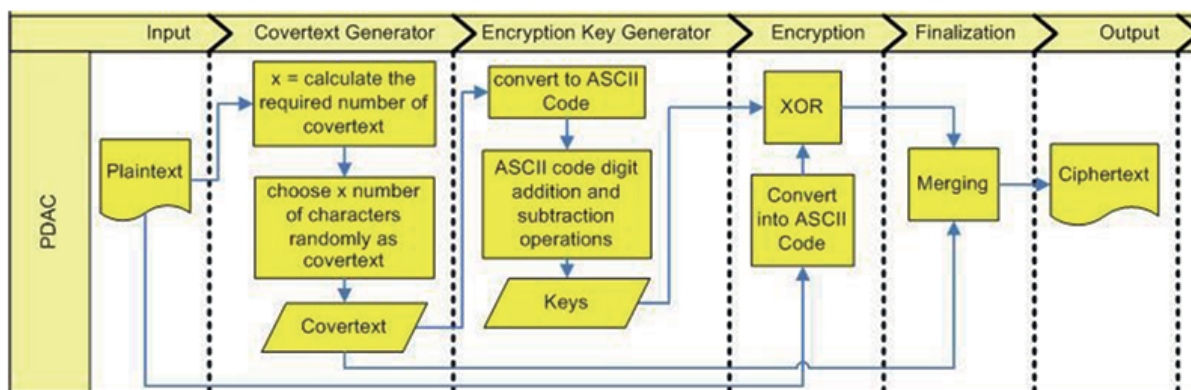 Input
Covertext Generator
Encryption Key Generator
Encryption
Finalization
Output
PDAC
Plaintext
x = calculate the
required number of
covertext
choose x number
of characters
randomly as
covertext
Covertext
convert to ASCII
Code
ASCII code digit
addition and
subtraction
operations
Keys
XOR
Convert
into ASCII
Code
Merging
Ciphertext